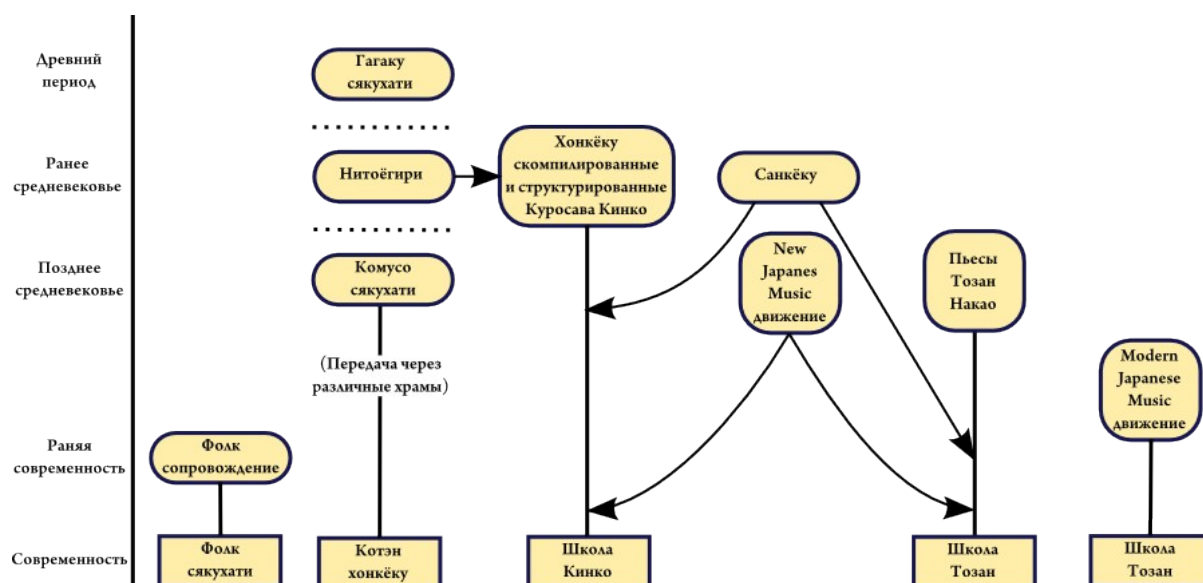 Древний
период
Ранее
средневековье
Позднее
средневековье
Раняя
современность
Современность
Гагаку
сякухати
Нитоёгири
Комусо
сякухати
(Передача через
различные храмы)
Хонкёку
скомпилированные
и структурированные
Куросава Кинко
Санкёку
New
Japanes
Music
движение
Пьесы
Тозан
Накао
Modern
Japanese
Music
движение
Фолк
сопровождение
Фолк
сякухати
Котэн
хонкёку
Школа
Кинко
Школа
Тозан
Школа
Тозан